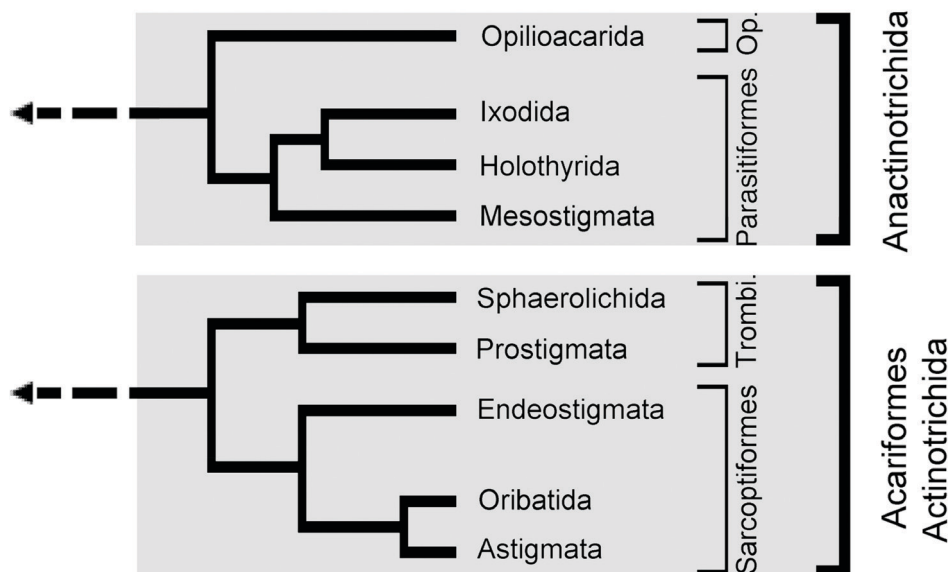 Opilioacarida
Op.
Ixodida
Holothyrida
Mesostigmata
Parasitiformes
Anactinotrichida
Sphaerolichida
Prostigmata
Trombi.
Endeostigmata
Oribatida
Astigmata
Sarcoptiformes
Acariformes
Actinotrichida